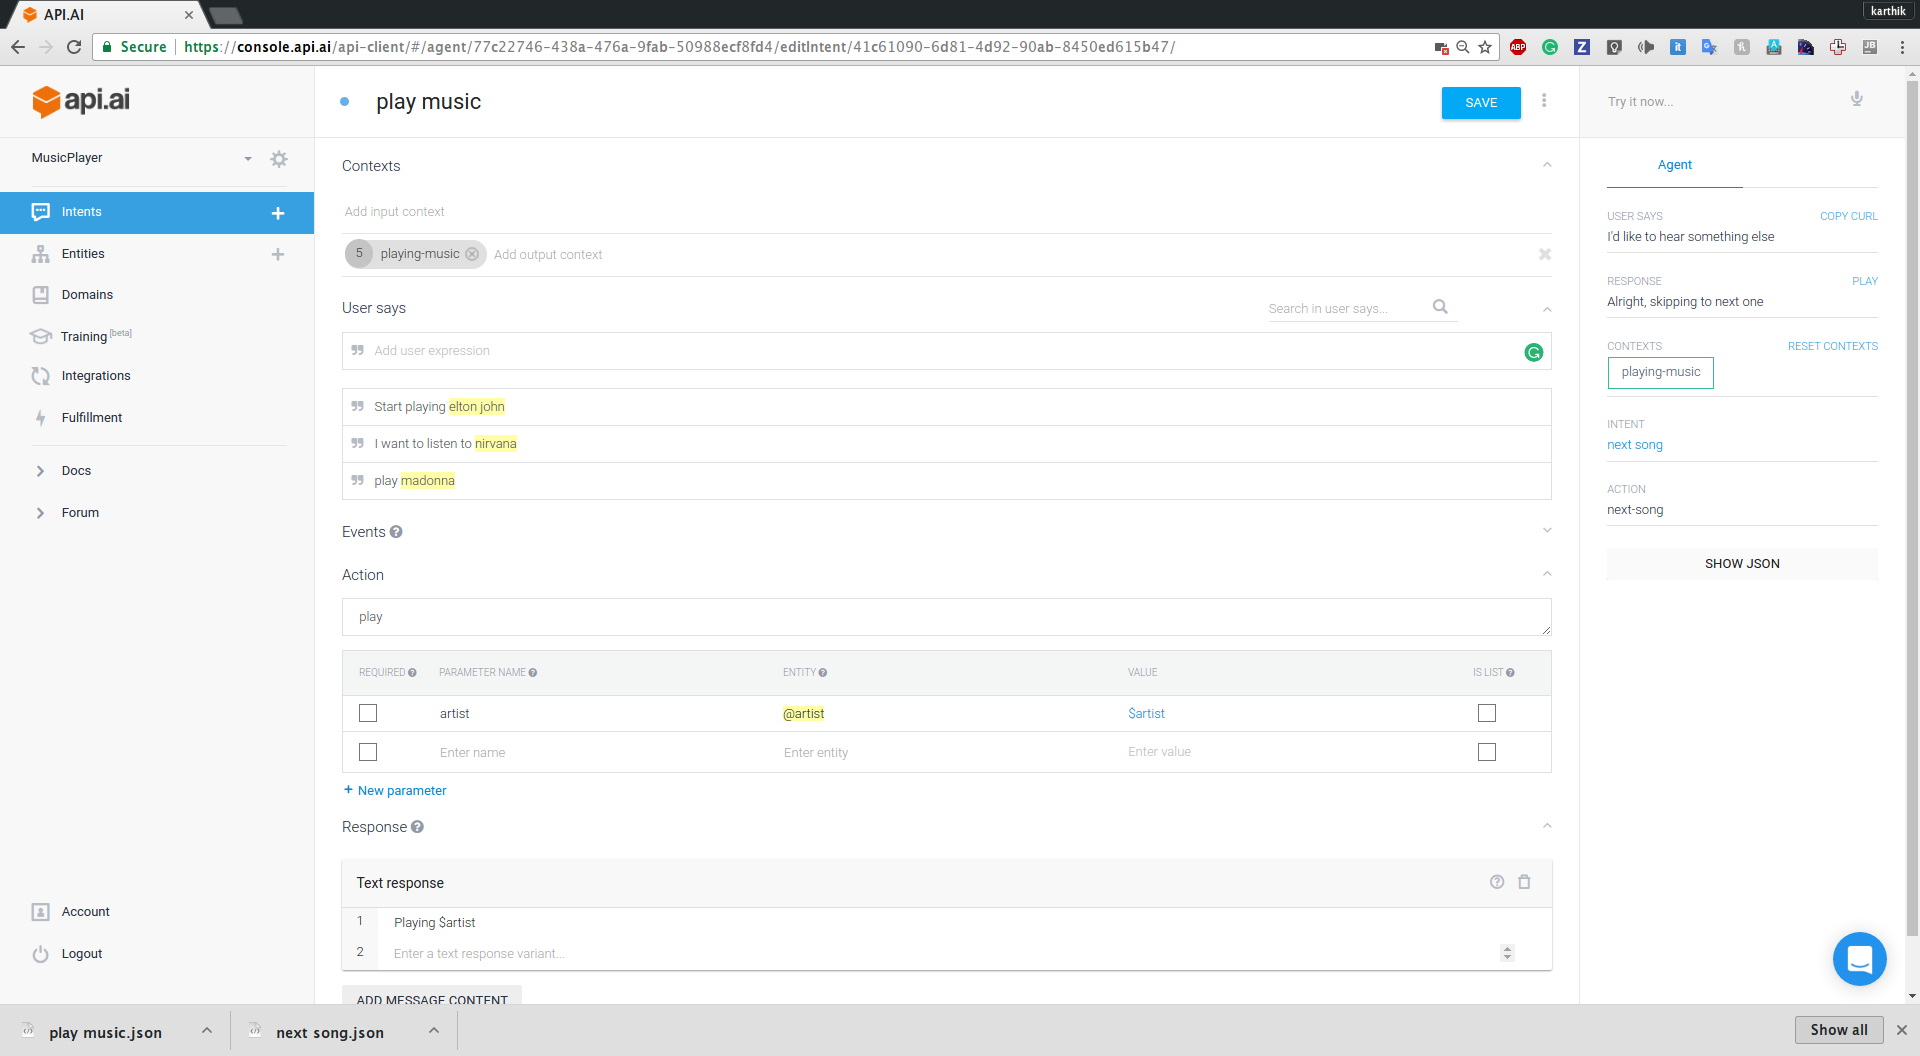 API.AI
karthik
Secure
https://console.api.ai/api-client/#/agent/77c22746-438a-476a-9fab-50988ecf8fd4/editIntent/41c61090-6d81-4d92-90ab-8450ed615b47/
api.ai
MusicPlayer
Intents
Entities
Domains
Training [beta]
Integrations
Fulfillment
Docs
Forum
Account
Logout
play music
SAVE
Contexts
Add input context
5 playing-music Add output context
User says
Search in user says...
Add user expression
Start playing elton john
I want to listen to nirvana
play madonna
Events
Action
play
REQUIRED PARAMETER NAME ENTITY VALUE IS LIST
artist @artist $artist
Enter name Enter entity Enter value
+ New parameter
Response
Text response
1 Playing $artist
2 Enter a text response variant...
ADD MESSAGE CONTENT
Try it now...
Agent
USER SAYS COPY CURL
I'd like to hear something else
RESPONSE PLAY
Alright, skipping to next one
CONTEXTS RESET CONTEXTS
playing-music
INTENT
next song
ACTION
next-song
SHOW JSON
play music.json
next song.json
Show all